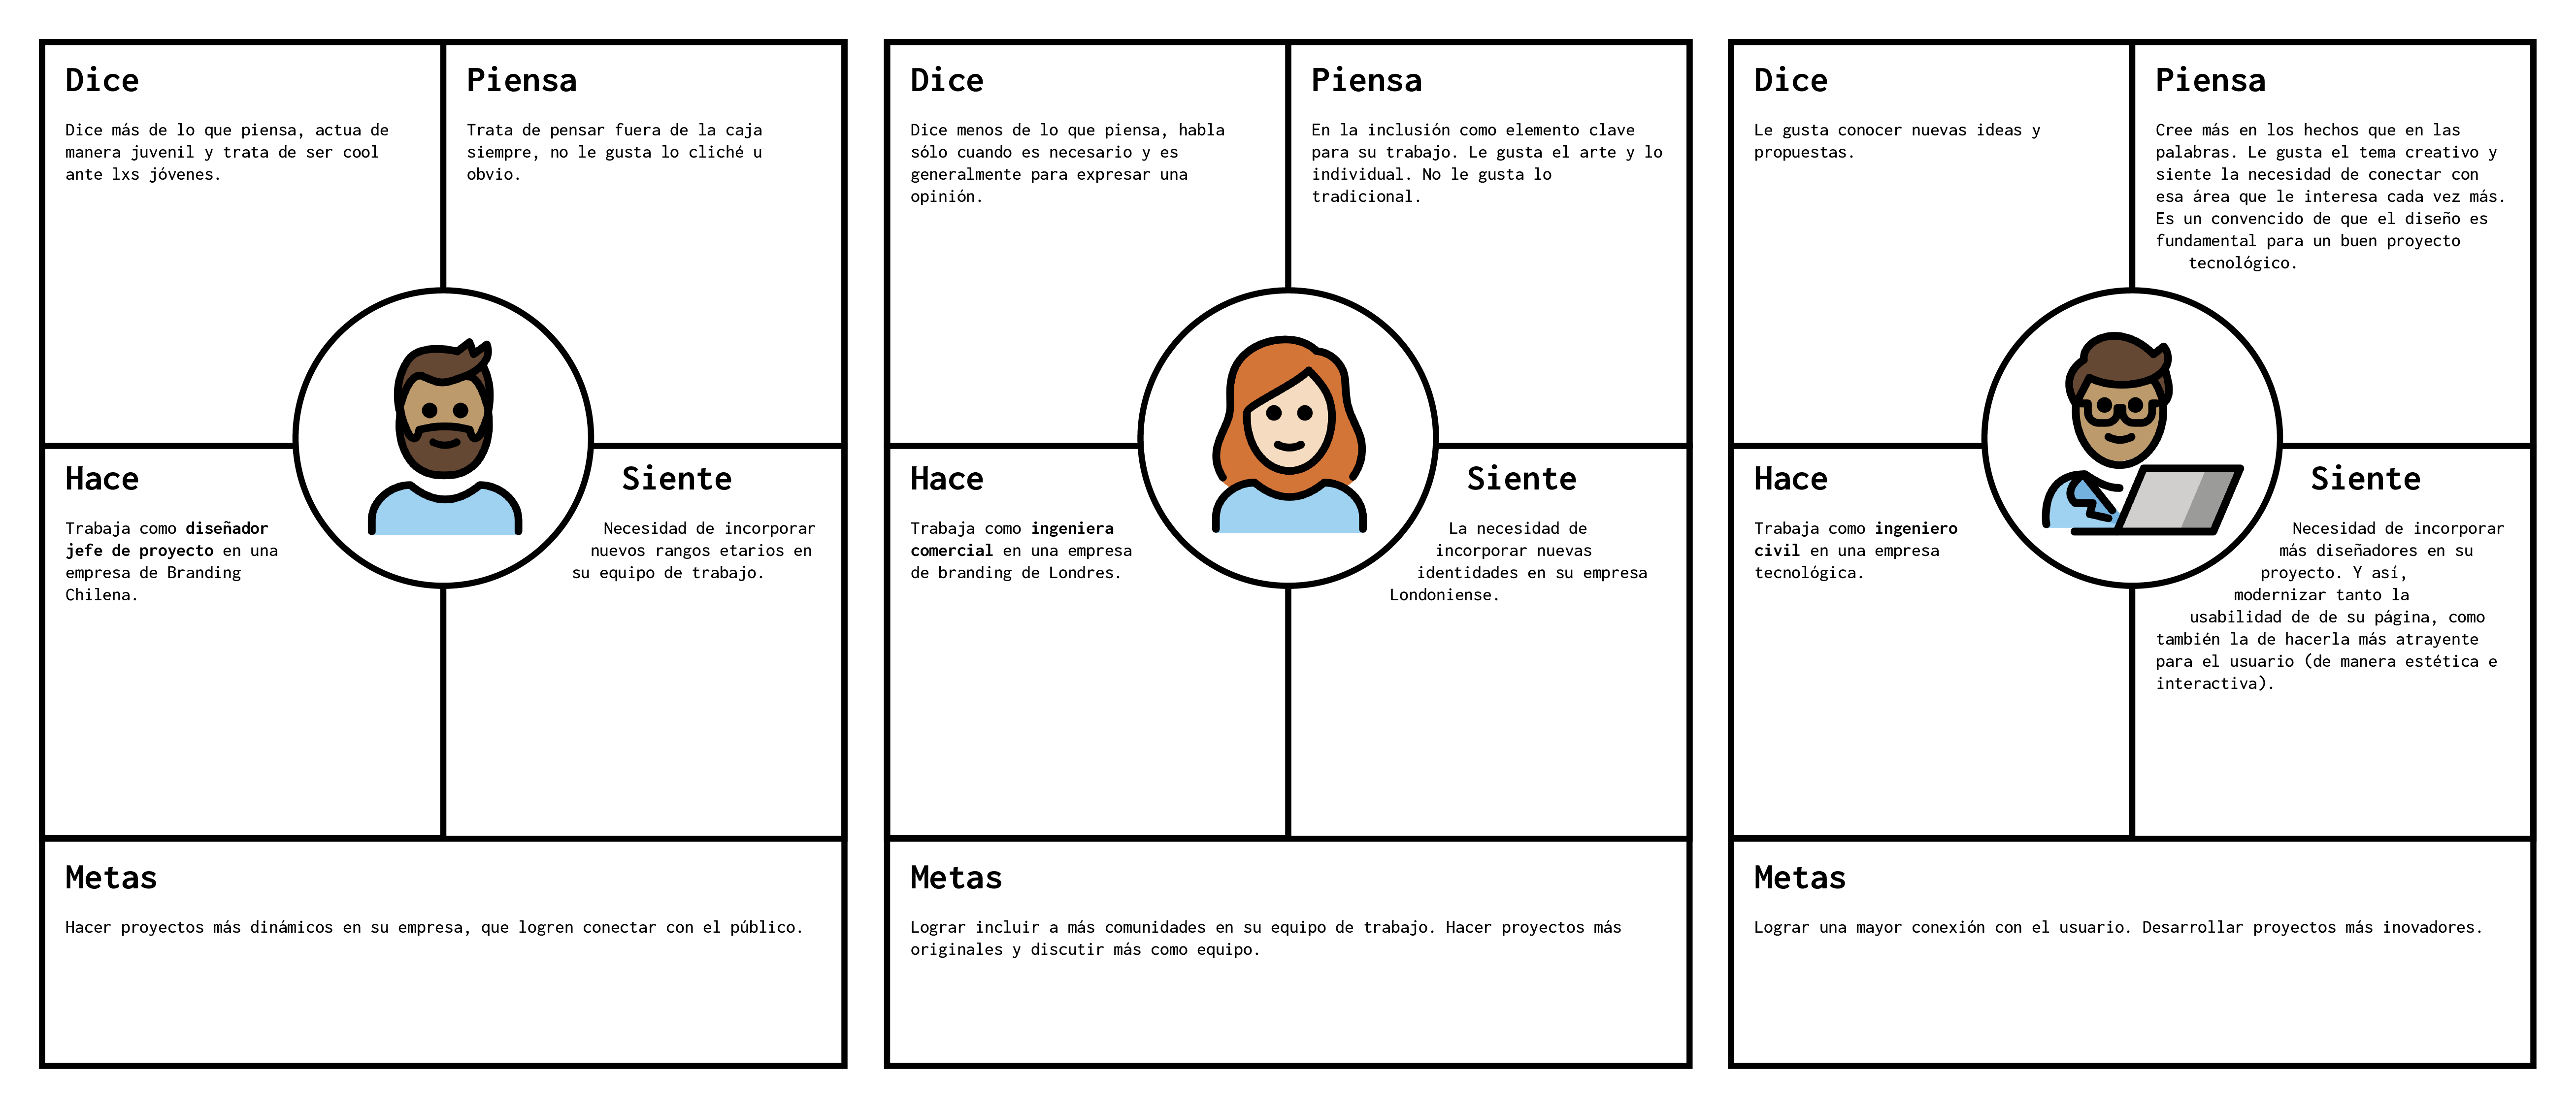 Dice
Dice más de lo que piensa, actua de
manera juvenil y trata de ser cool
ante lxs jóvenes.
Piensa
Trata de pensar fuera de la caja
siempre, no le gusta lo cliché u
obvio.
Hace
Trabaja como diseñador
jefe de proyecto en una
empresa de Branding
Chilena.
Siente
Necesidad de incorporar
nuevos rangos etarios en
su equipo de trabajo.
Metas
Hacer proyectos más dinámicos en su empresa, que logren conectar con el público.
Dice
Dice menos de lo que piensa, habla
sólo cuando es necesario y es
generalmente para expresar una
opinión.
Piensa
En la inclusión como elemento clave
para su trabajo. Le gusta el arte y lo
individual. No le gusta lo
tradicional.
Hace
Trabaja como ingeniera
comercial en una empresa
de branding de Londres.
Siente
La necesidad de
incorporar nuevas
identidades en su empresa
Londoniense.
Metas
Lograr incluir a más comunidades en su equipo de trabajo. Hacer proyectos más
originales y discutir más como equipo.
Dice
Le gusta conocer nuevas ideas y
propuestas.
Piensa
Cree más en los hechos que en las
palabras. Le gusta el tema creativo y
siente la necesidad de conectar con
esa área que le interesa cada vez más.
Es un convencido de que el diseño es
fundamental para un buen proyecto
tecnológico.
Hace
Trabaja como ingeniero
civil en una empresa
tecnológica.
Siente
Necesidad de incorporar
más diseñadores en su
proyecto. Y así,
modernizar tanto la
usabilidad de de su página, como
también la de hacerla más atrayente
para el usuario (de manera estética e
interactiva).
Metas
Lograr una mayor conexión con el usuario. Desarrollar proyectos más inovadores.